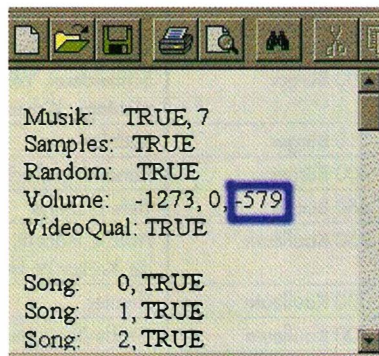 Musik: TRUE, 7
Samples: TRUE
Random: TRUE
Volume: -1273, 0, -579
VideoQual: TRUE
Song: 0, TRUE
Song: 1, TRUE
Song: 2, TRUE